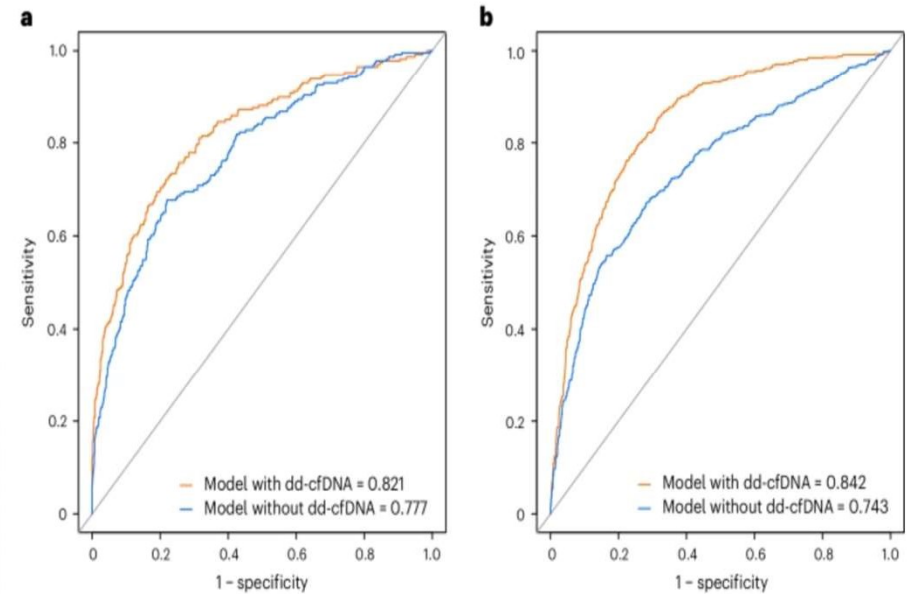 a
1.0
0.8
0.6
0.4
0.2
0
Sensitivity
Model with dd-cfDNA = 0.821
Model without dd-cfDNA = 0.777
0 0.2 0.4 0.6 0.8 1.0
1 – specificity
b
1.0
0.8
0.6
0.4
0.2
0
Sensitivity
Model with dd-cfDNA = 0.842
Model without dd-cfDNA = 0.743
0 0.2 0.4 0.6 0.8 1.0
1 – specificity